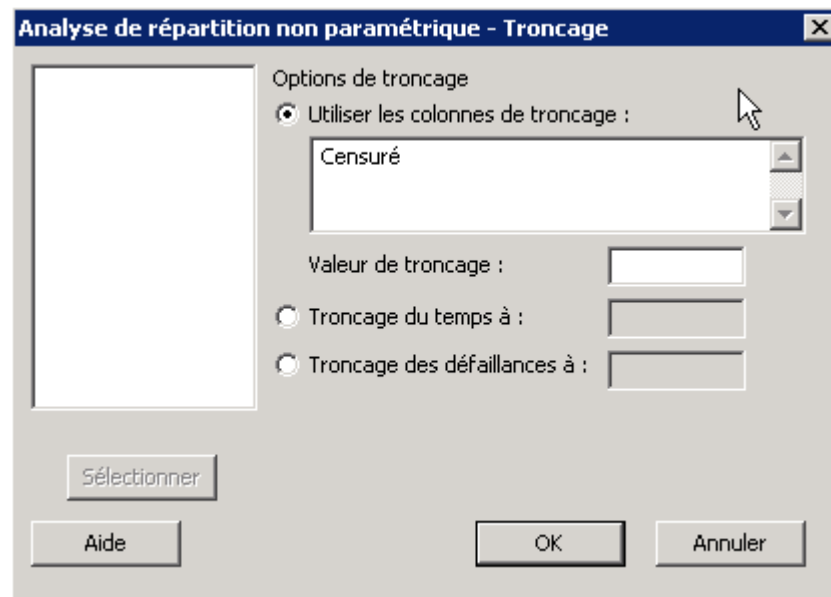 Analyse de répartition non paramétrique - Troncage
Options de troncage
Utiliser les colonnes de troncage :
Censuré
Valeur de troncage :
Troncage du temps à :
Troncage des défaillances à :
Sélectionner
Aide
OK
Annuler